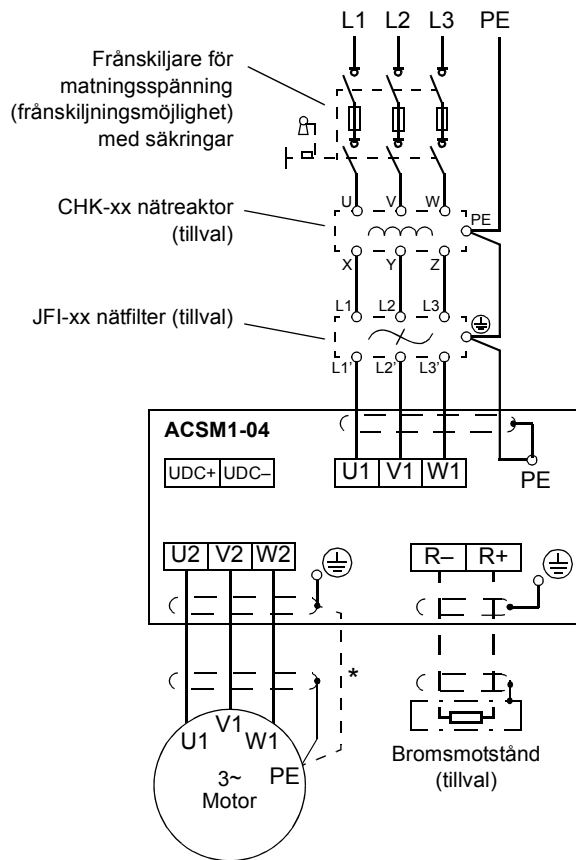 L1 L2 L3 PE
Frånskiljare för
matningsspänning
(frånskiljningsmöjlighet)
med säkringar
U V W
CHK-xx nätreaktor
(tillval)
PE
X Y Z
L1 L2 L3
JFI-xx nätfilter (tillval)
L1' L2' L3'
ACSM1-04
UDC+ UDC–
U1 V1 W1
PE
U2 V2 W2
R– R+
*
U1 V1 W1
PE
3~
Motor
Bromsmotstånd
(tillval)